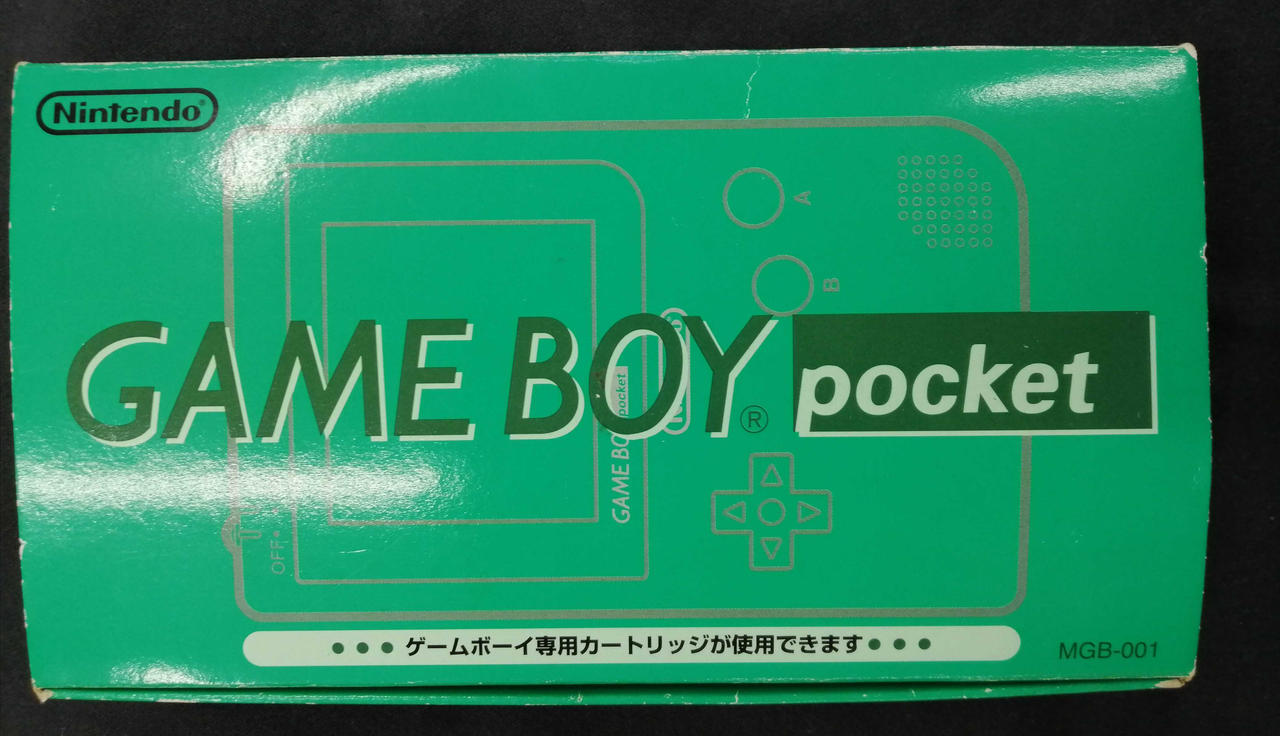 Nintendo®
A
B
GAME BOY® pocket
GAME BOY pocket
OFF•
•••ゲームボーイ専用カートリッジが使用できます•••
MGB-001